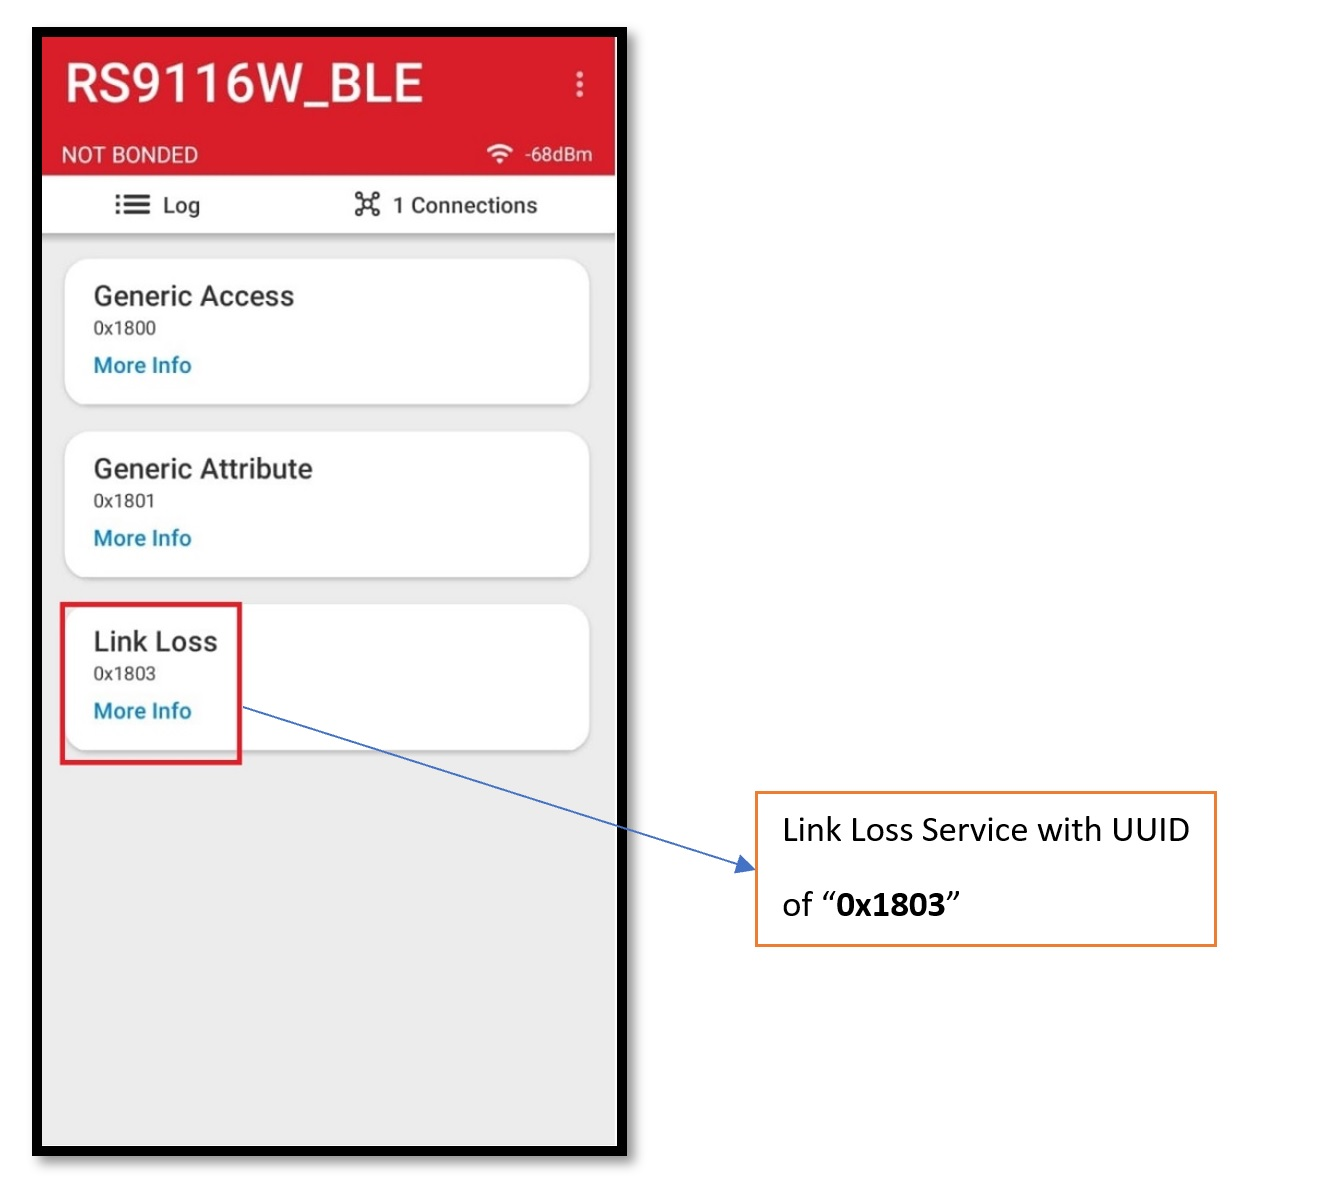 RS9116W_BLE
NOT BONDED -68dBm
Log 1 Connections
Generic Access
0x1800
More Info
Generic Attribute
0x1801
More Info
Link Loss
0x1803
More Info
Link Loss Service with UUID
of “0x1803”